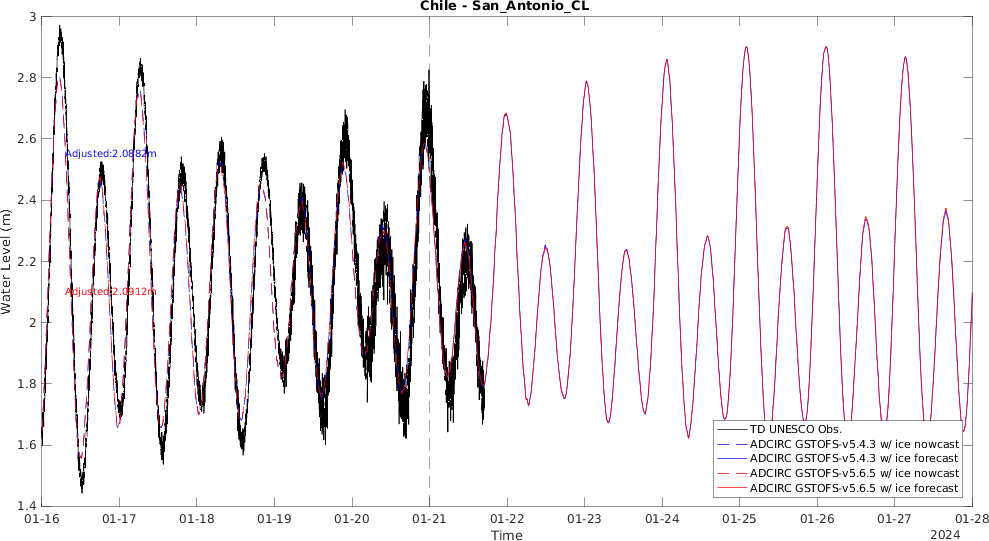 Chile - San_Antonio_CL
3
2.8
2.6
2.4
2.2
2
1.8
1.6
1.4
Water Level (m)
Adjusted:2.0882m
Adjusted:2.0912m
TD UNESCO Obs.
ADCIRC GSTOFS-v5.4.3 w/ ice nowcast
ADCIRC GSTOFS-v5.4.3 w/ ice forecast
ADCIRC GSTOFS-v5.6.5 w/ ice nowcast
ADCIRC GSTOFS-v5.6.5 w/ ice forecast
01-16 01-17 01-18 01-19 01-20 01-21 01-22 01-23 01-24 01-25 01-26 01-27 01-28
Time
2024